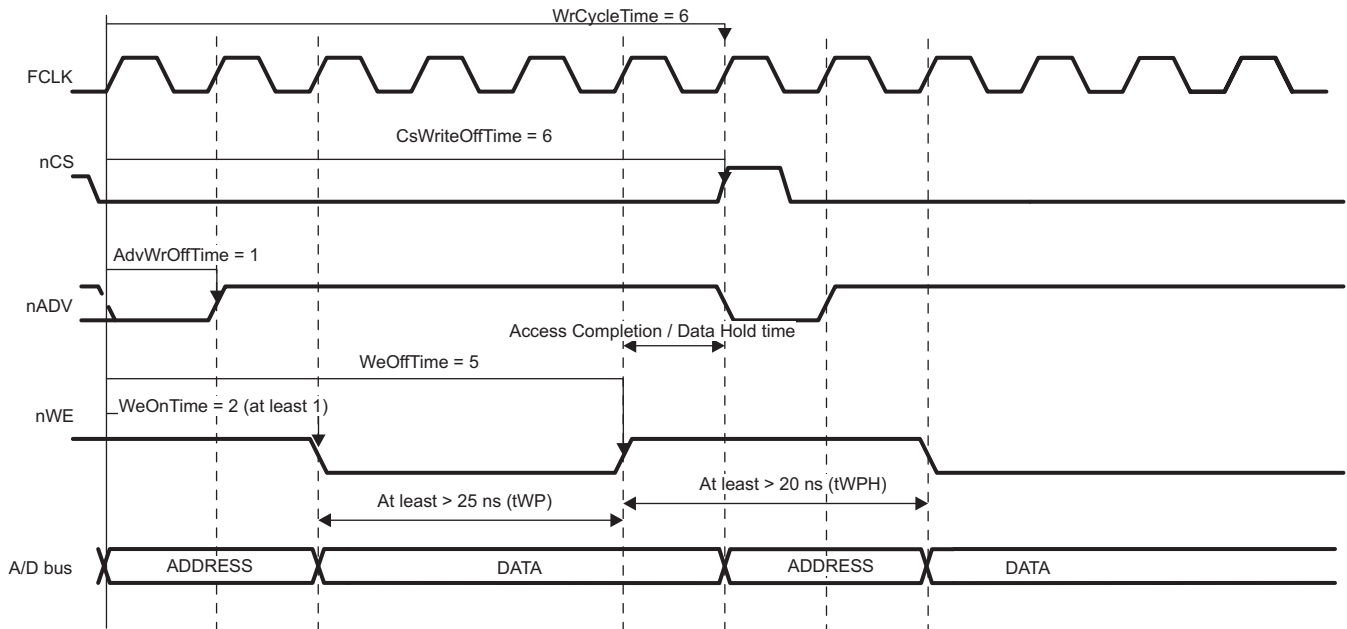 WrCycleTime = 6
FCLK
CsWriteOffTime = 6
nCS
AdvWrOffTime = 1
nADV
Access Completion / Data Hold time
WeOffTime = 5
WeOnTime = 2 (at least 1)
nWE
At least > 25 ns (tWP)
At least > 20 ns (tWPH)
A/D bus
ADDRESS
DATA
ADDRESS
DATA